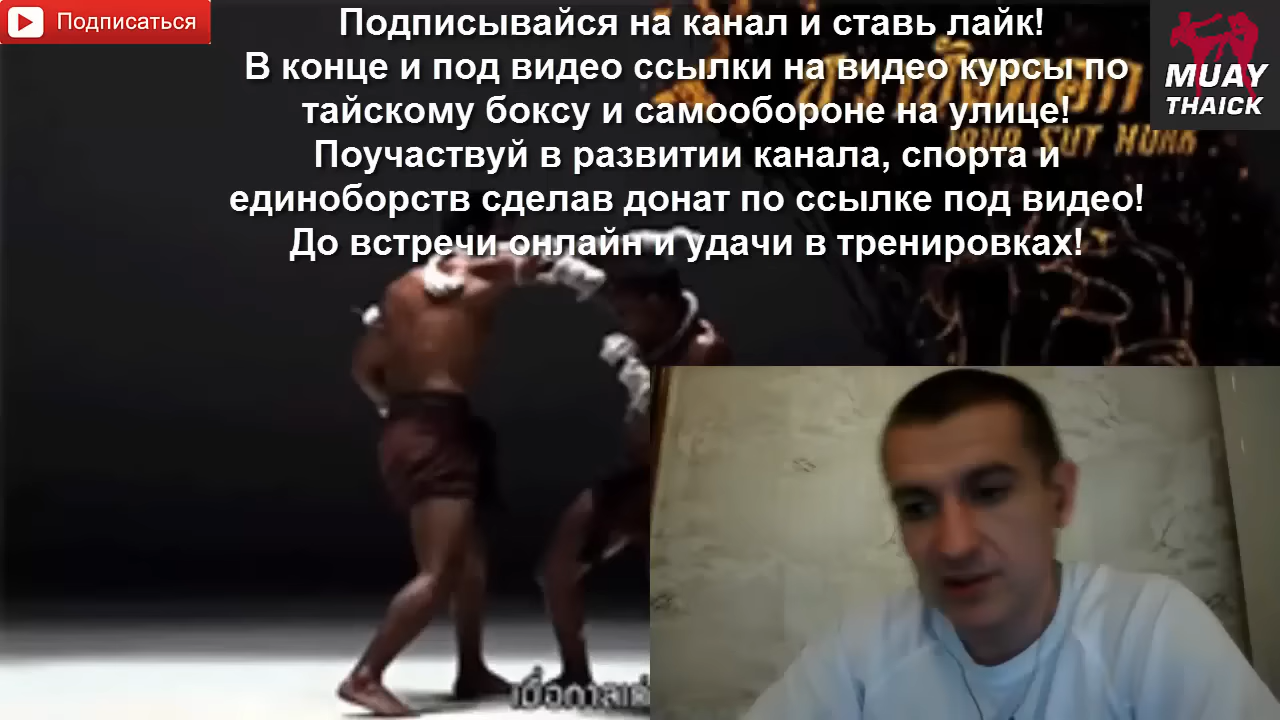 Подписаться
Подписывайся на канал и ставь лайк!
В конце и под видео ссылки на видео курсы по
тайскому боксу и самообороне на улице!
Поучаствуй в развитии канала, спорта и
единоборств сделав донат по ссылке под видео!
До встречи онлайн и удачи в тренировках!
MUAY
THAICK